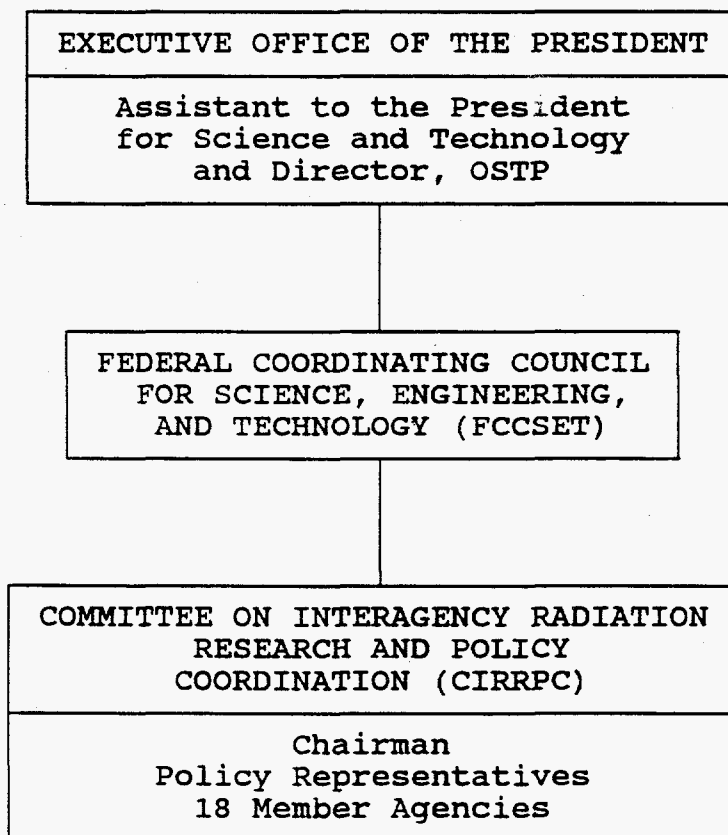 EXECUTIVE OFFICE OF THE PRESIDENT
Assistant to the President
for Science and Technology
and Director, OSTP
FEDERAL COORDINATING COUNCIL
FOR SCIENCE, ENGINEERING,
AND TECHNOLOGY (FCCSET)
COMMITTEE ON INTERAGENCY RADIATION
RESEARCH AND POLICY
COORDINATION (CIRRPC)
Chairman
Policy Representatives
18 Member Agencies